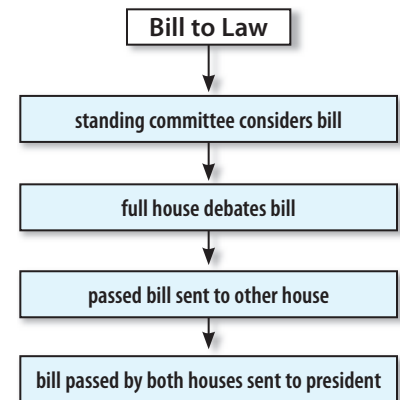 Bill to Law
standing committee considers bill
full house debates bill
passed bill sent to other house
bill passed by both houses sent to president